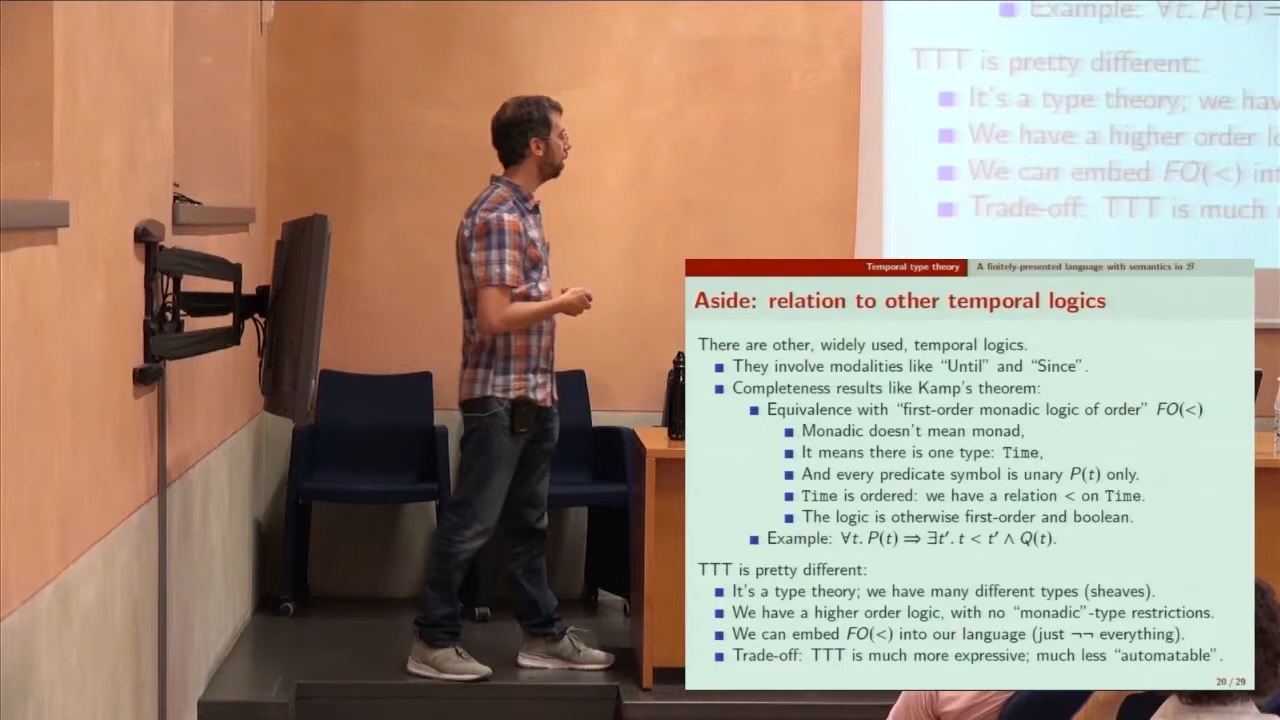 Example: ∀t. P(t) =
TTT is pretty different:
It's a type theory; we hav
We have a higher order lo
We can embed FO(<) int
Trade-off: TTT is much
Temporal type theory
A finitely-presented language with semantics in ℬ
Aside: relation to other temporal logics
There are other, widely used, temporal logics.
They involve modalities like “Until” and “Since”.
Completeness results like Kamp's theorem:
Equivalence with “first-order monadic logic of order” FO(<)
Monadic doesn't mean monad,
It means there is one type: Time,
And every predicate symbol is unary P(t) only.
Time is ordered: we have a relation < on Time.
The logic is otherwise first-order and boolean.
Example: ∀t. P(t) ⇒ ∃t′. t < t′ ∧ Q(t).
TTT is pretty different:
It's a type theory; we have many different types (sheaves).
We have a higher order logic, with no “monadic”-type restrictions.
We can embed FO(<) into our language (just ¬¬ everything).
Trade-off: TTT is much more expressive; much less “automatable”.
20 / 29